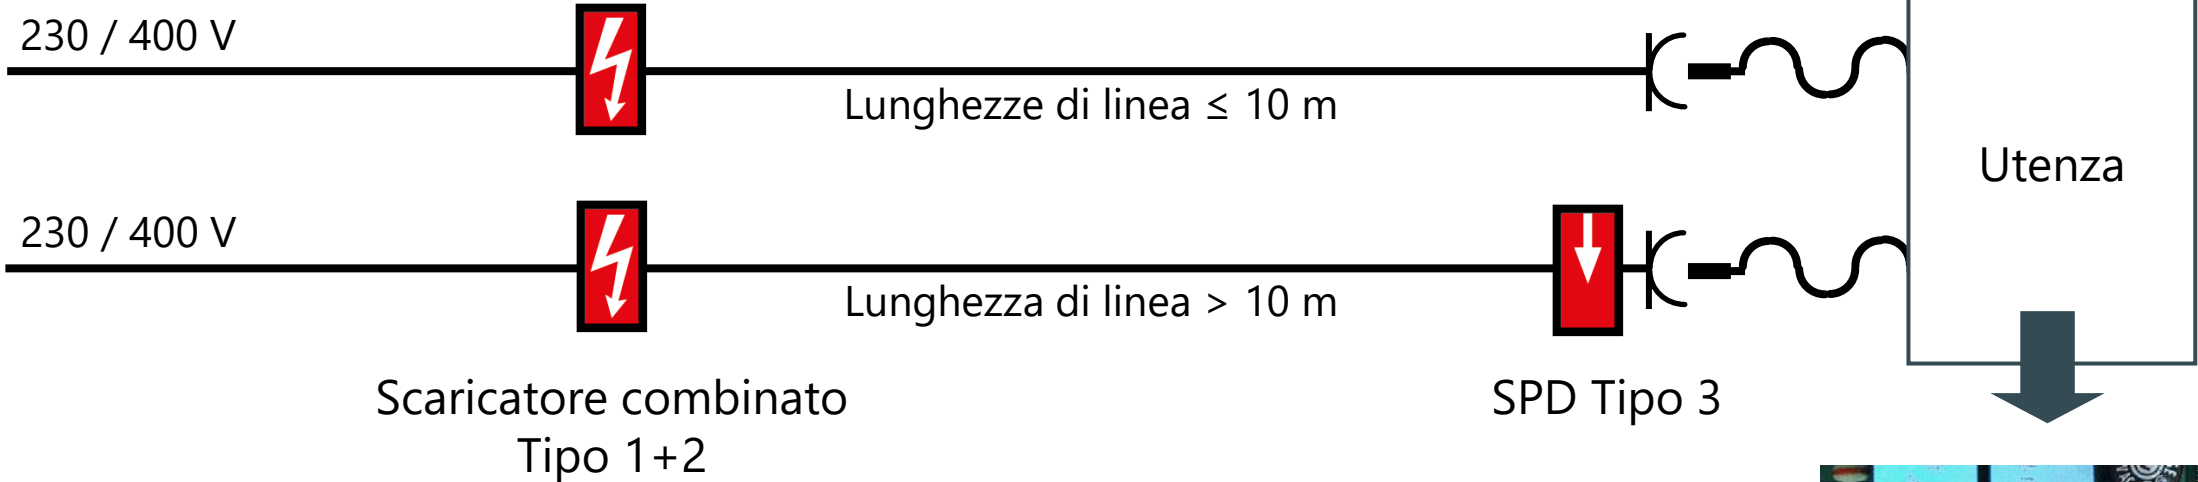 230 / 400 V
Lunghezze di linea ≤ 10 m
Utenza
230 / 400 V
Lunghezza di linea > 10 m
Scaricatore combinato
Tipo 1+2
SPD Tipo 3